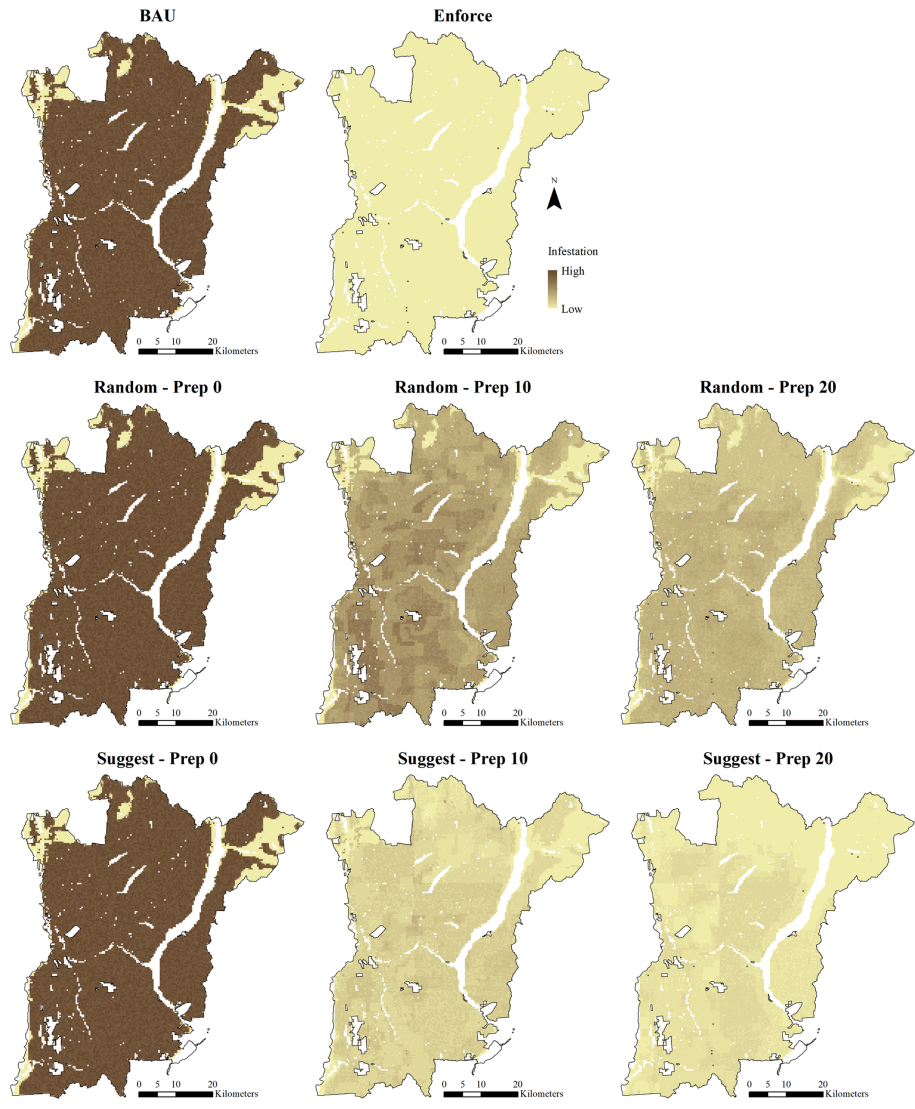 BAU
Enforce
N
Infestation
High
Low
0 5 10 20
Kilometers
0 5 10 20
Kilometers
Random - Prep 0
Random - Prep 10
Random - Prep 20
0 5 10 20
Kilometers
0 5 10 20
Kilometers
0 5 10 20
Kilometers
Suggest - Prep 0
Suggest - Prep 10
Suggest - Prep 20
0 5 10 20
Kilometers
0 5 10 20
Kilometers
0 5 10 20
Kilometers